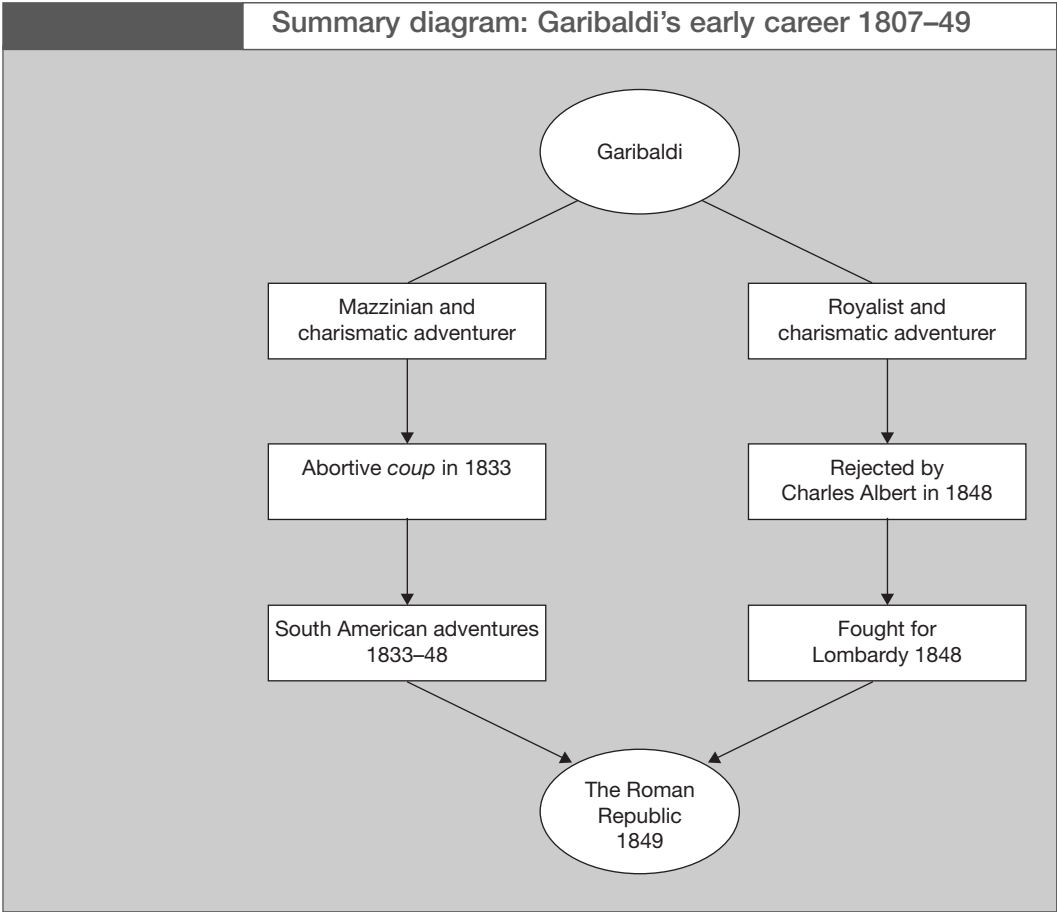 Summary diagram: Garibaldi's early career 1807–49
Garibaldi
Mazzinian and
charismatic adventurer
Royalist and
charismatic adventurer
Abortive coup in 1833
Rejected by
Charles Albert in 1848
South American adventures
1833–48
Fought for
Lombardy 1848
The Roman
Republic
1849